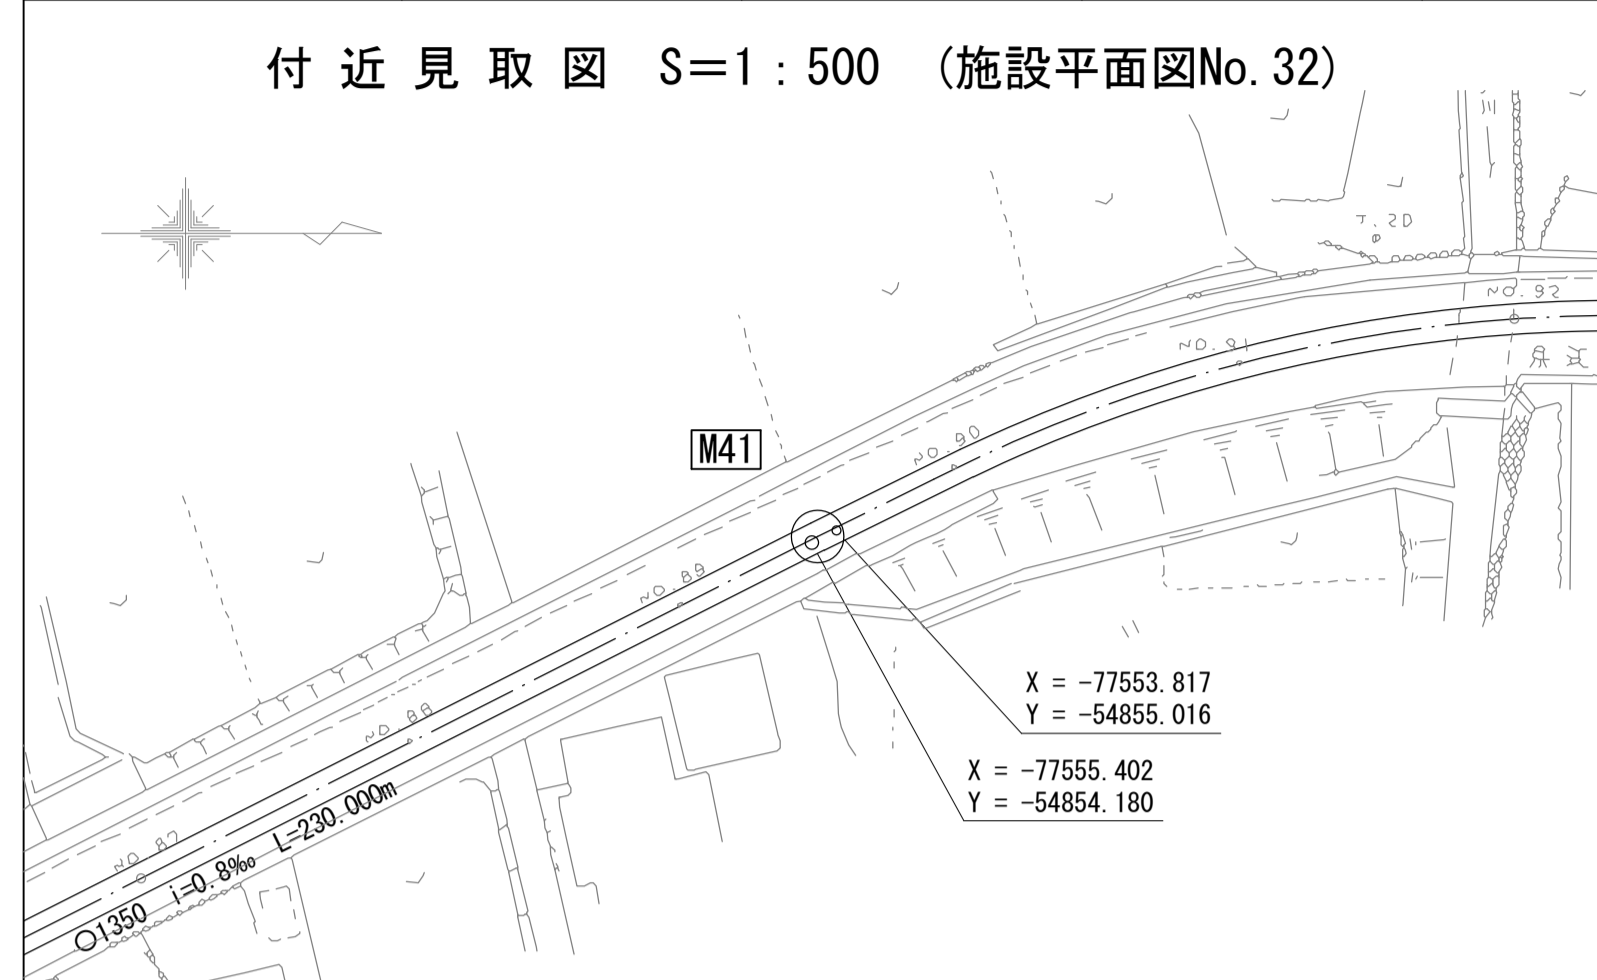 付近見取図 S=1:500 (施設平面図No.32)
T.20
NO.92
NO.91
NO.90
M41
NO.89
X = -77553.817
Y = -54855.016
NO.88
X = -77555.402
Y = -54854.180
NO.87
○1350 i=0.8‰ L=230.000m